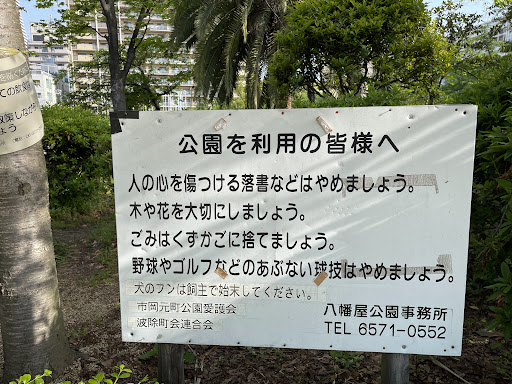 公園を利用の皆様へ
人の心を傷つける落書などはやめましょう。
木や花を大切にしましょう。
ごみはくずかごに捨てましょう。
野球やゴルフなどのあぶない球技はやめましょう。
犬のフンは飼主で始末してください。
市岡元町公園愛護会
波除町会連合会
八幡屋公園事務所
TEL 6571-0552